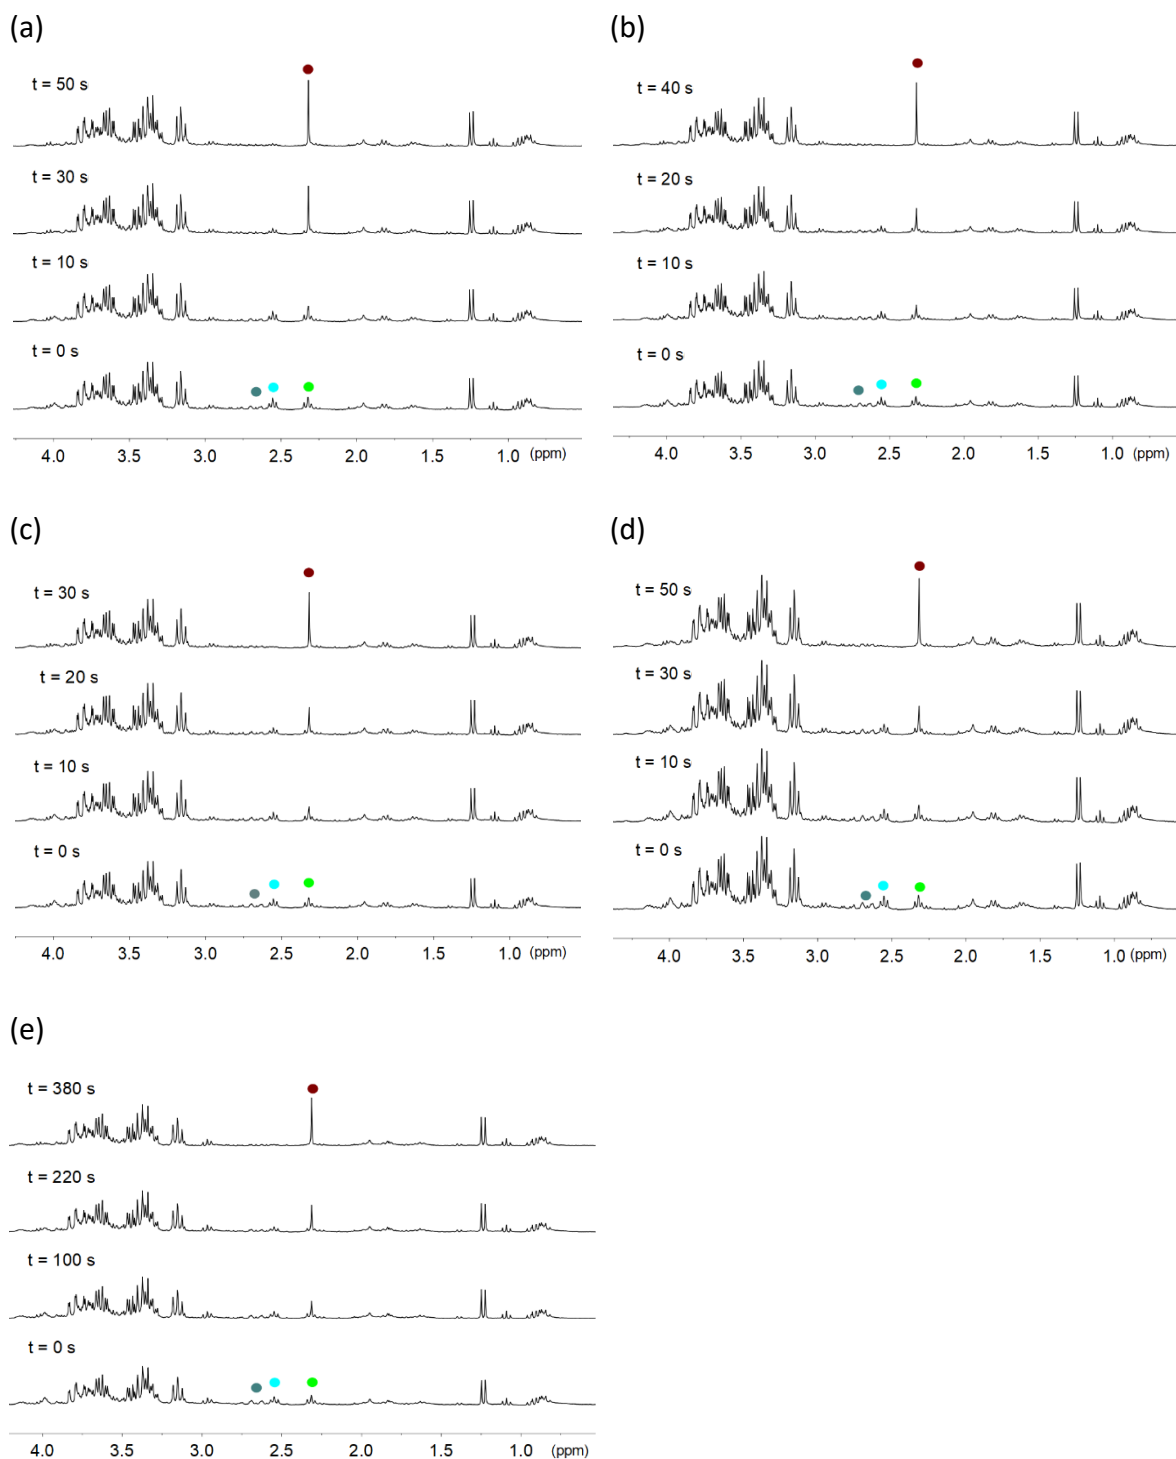 (a)
t = 50 s
t = 30 s
t = 10 s
t = 0 s
4.0 3.5 3.0 2.5 2.0 1.5 1.0 (ppm)
(b)
t = 40 s
t = 20 s
t = 10 s
t = 0 s
4.0 3.5 3.0 2.5 2.0 1.5 1.0 (ppm)
(c)
t = 30 s
t = 20 s
t = 10 s
t = 0 s
4.0 3.5 3.0 2.5 2.0 1.5 1.0 (ppm)
(d)
t = 50 s
t = 30 s
t = 10 s
t = 0 s
4.0 3.5 3.0 2.5 2.0 1.5 1.0 (ppm)
(e)
t = 380 s
t = 220 s
t = 100 s
t = 0 s
4.0 3.5 3.0 2.5 2.0 1.5 1.0 (ppm)